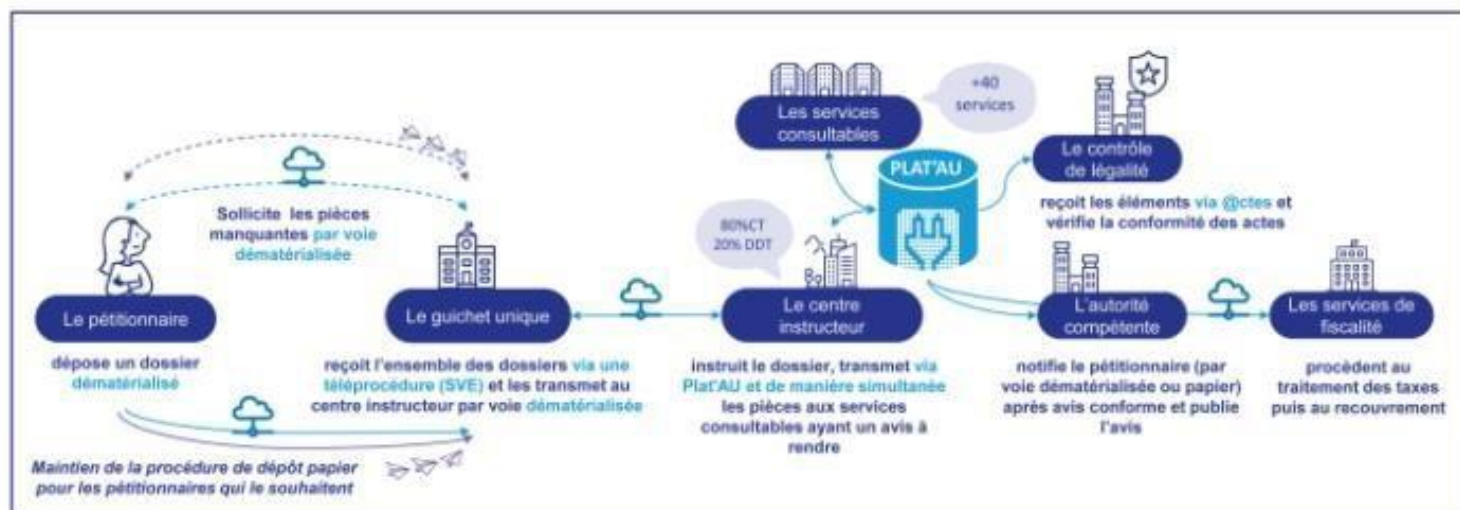 +40
services
Les services
consultables
Le contrôle
de légalité
PLAT'AU
reçoit les éléments via @ctes et
vérifie la conformité des actes
Sollicite les pièces
manquantes par voie
dématérialisée
80%CT
20% DDT
Le pétitionnaire
dépose un dossier
dématérialisé
Le guichet unique
reçoit l'ensemble des dossiers via une
téléprocédure (SVE) et les transmet au
centre instructeur par voie dématérialisée
Le centre
instructeur
instruit le dossier, transmet via
Plat'AU et de manière simultanée
les pièces aux services
consultables ayant un avis à
rendre
L'autorité
compétente
notifie le pétitionnaire (par
voie dématérialisée ou papier)
après avis conforme et publie
l'avis
Les services de
fiscalité
procèdent au
traitement des taxes
puis au recouvrement
Maintien de la procédure de dépôt papier
pour les pétitionnaires qui le souhaitent